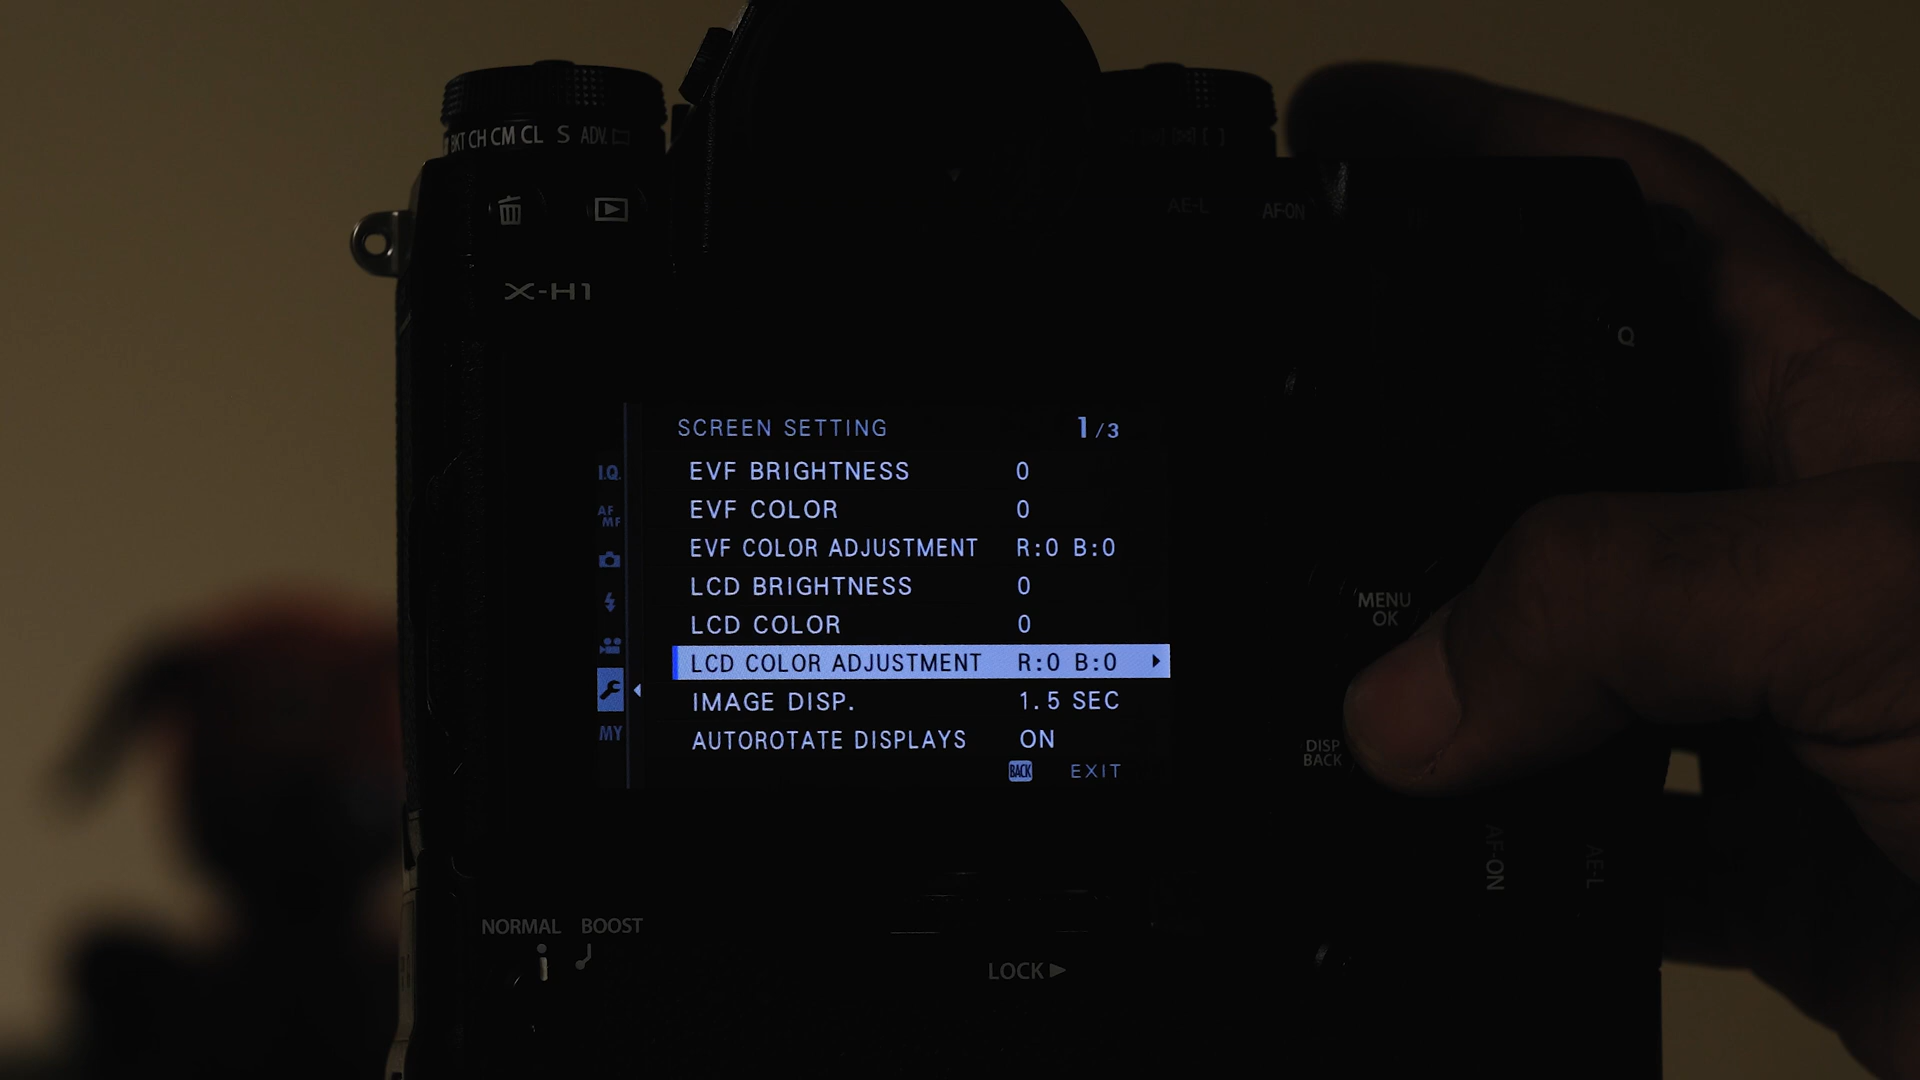 BKT CH CM CL S ADV.
AE-L
AF-ON
X-H1
Q
SCREEN SETTING 1/3
I.Q.
EVF BRIGHTNESS 0
EVF COLOR 0
AF
MF
EVF COLOR ADJUSTMENT R:0 B:0
LCD BRIGHTNESS 0
LCD COLOR 0
LCD COLOR ADJUSTMENT R:0 B:0
IMAGE DISP. 1.5 SEC
MY
AUTOROTATE DISPLAYS ON
BACK EXIT
MENU
OK
DISP
BACK
AF-ON
AE-L
NORMAL BOOST
LOCK